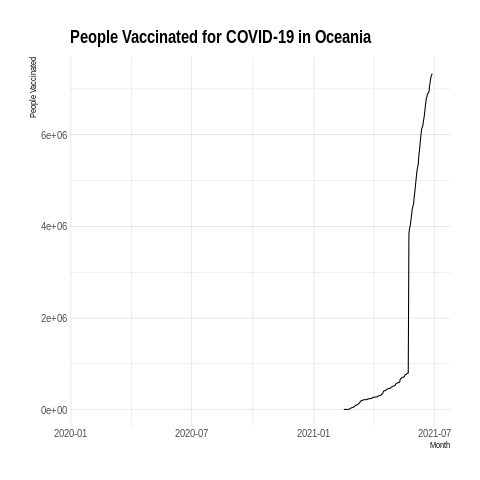 People Vaccinated for COVID-19 in Oceania
People Vaccinated
6e+06
4e+06
2e+06
0e+00
2020-01 2020-07 2021-01 2021-07
Month